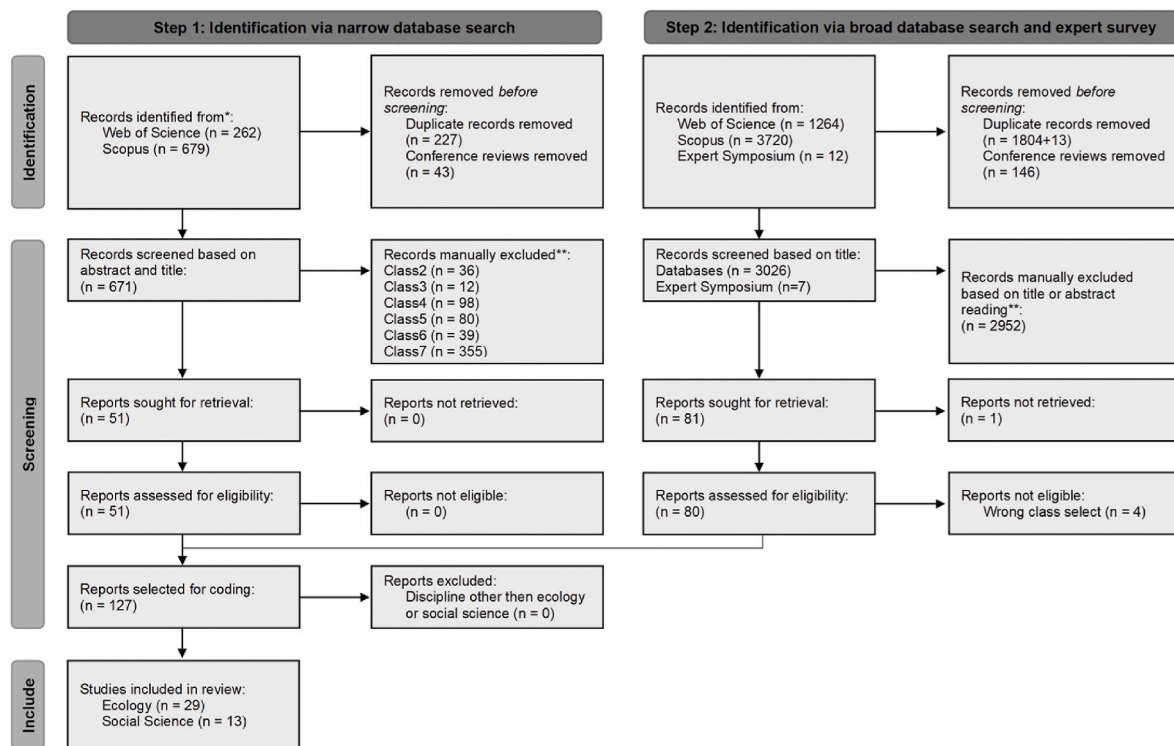 Step 1: Identification via narrow database search
Step 2: Identification via broad database search and expert survey
Identification
Records identified from*:
Web of Science (n = 262)
Scopus (n = 679)
Records removed before
screening:
Duplicate records removed
(n = 227)
Conference reviews removed
(n = 43)
Records identified from:
Web of Science (n = 1264)
Scopus (n = 3720)
Expert Symposium (n = 12)
Records removed before
screening:
Duplicate records removed
(n = 1804+13)
Conference reviews removed
(n = 146)
Screening
Records screened based on
abstract and title:
(n = 671)
Records manually excluded**:
Class2 (n = 36)
Class3 (n = 12)
Class4 (n = 98)
Class5 (n = 80)
Class6 (n = 39)
Class7 (n = 355)
Records screened based on title:
Databases (n = 3026)
Expert Symposium (n=7)
Records manually excluded
based on title or abstract
reading**:
(n = 2952)
Reports sought for retrieval:
(n = 51)
Reports not retrieved:
(n = 0)
Reports sought for retrieval:
(n = 81)
Reports not retrieved:
(n = 1)
Reports assessed for eligibility:
(n = 51)
Reports not eligible:
(n = 0)
Reports assessed for eligibility:
(n = 80)
Reports not eligible:
Wrong class select (n = 4)
Reports selected for coding:
(n = 127)
Reports excluded:
Discipline other then ecology
or social science (n = 0)
Include
Studies included in review:
Ecology (n = 29)
Social Science (n = 13)